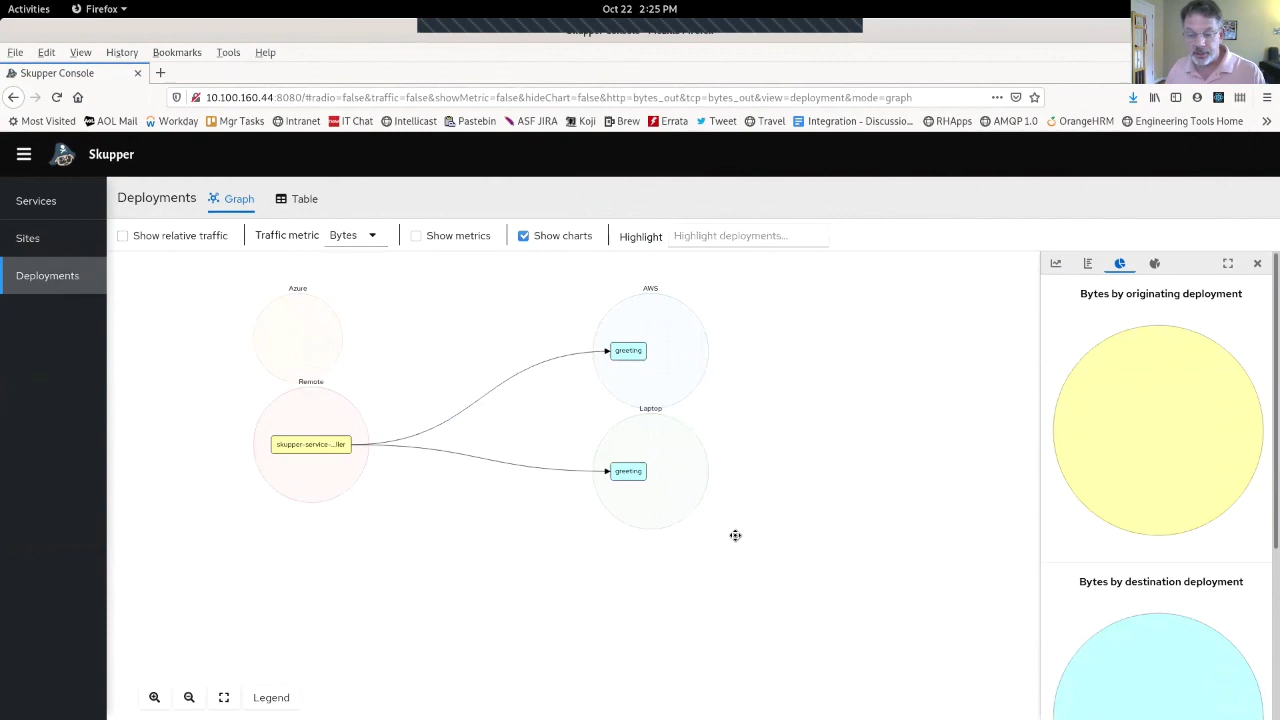 Activities
Firefox
Oct 22 2:25 PM
File Edit View History Bookmarks Tools Help
Skupper Console
10.100.160.44:8080/#radio=false&traffic=false&showMetric=false&hideChart=false&http=bytes_out&tcp=bytes_out&view=deployment&mode=graph
Most Visited AOL Mail Workday Mgr Tasks Intranet IT Chat Intellicast Pastebin ASF JIRA Koji Brew Errata Tweet Travel Integration - Discussio... RHApps AMQP 1.0 OrangeHRM Engineering Tools Home
Skupper
Services
Sites
Deployments
Deployments Graph Table
Show relative traffic Traffic metric Bytes Show metrics Show charts Highlight Highlight deployments...
Azure
Remote
skupper-service-...ller
AWS
greeting
Laptop
greeting
Bytes by originating deployment
Bytes by destination deployment
Legend